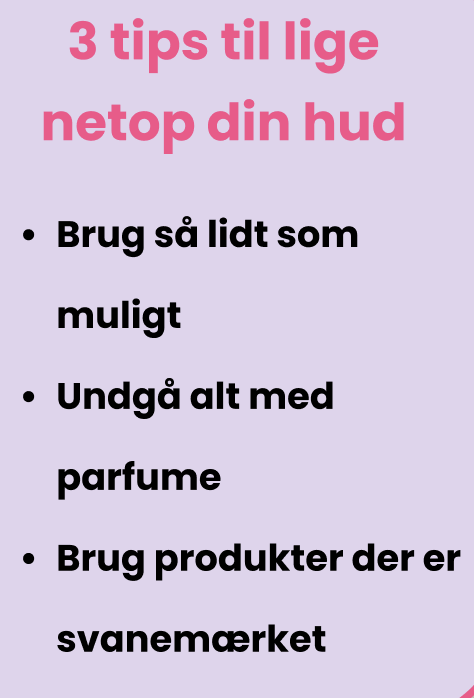 3 tips til lige
netop din hud
• Brug så lidt som
muligt
• Undgå alt med
parfume
• Brug produkter der er
svanemærket